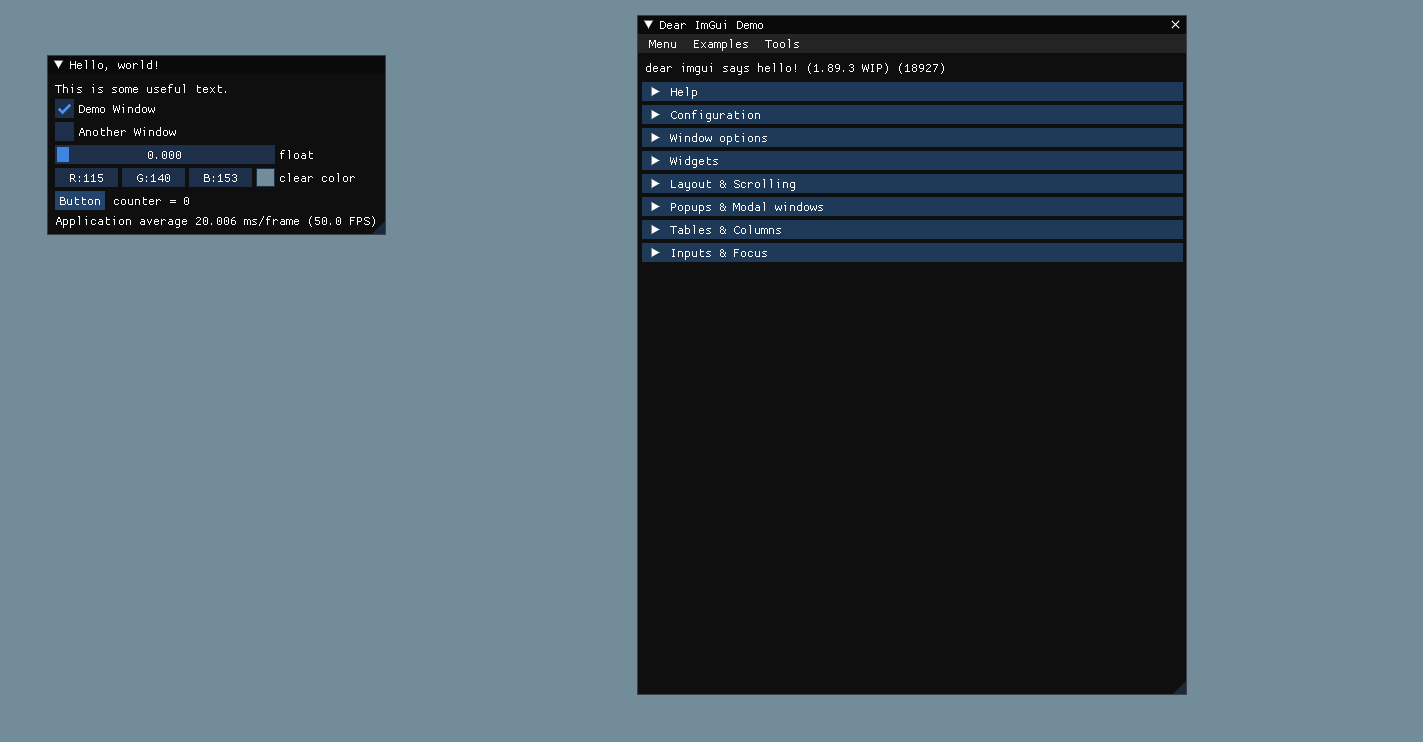 Hello, world!
This is some useful text.
Demo Window
Another Window
0.000 float
R:115 G:140 B:153 clear color
Button counter = 0
Application average 20.006 ms/frame (50.0 FPS)
Dear ImGui Demo
Menu Examples Tools
dear imgui says hello! (1.89.3 WIP) (18927)
Help
Configuration
Window options
Widgets
Layout & Scrolling
Popups & Modal windows
Tables & Columns
Inputs & Focus